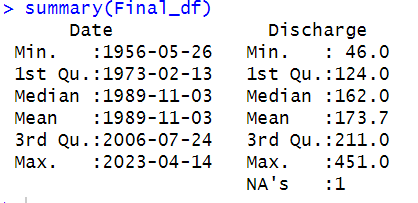 > summary(Final_df)
Date Discharge
Min. :1956-05-26 Min. : 46.0
1st Qu.:1973-02-13 1st Qu.:124.0
Median :1989-11-03 Median :162.0
Mean :1989-11-03 Mean :173.7
3rd Qu.:2006-07-24 3rd Qu.:211.0
Max. :2023-04-14 Max. :451.0
NA's :1